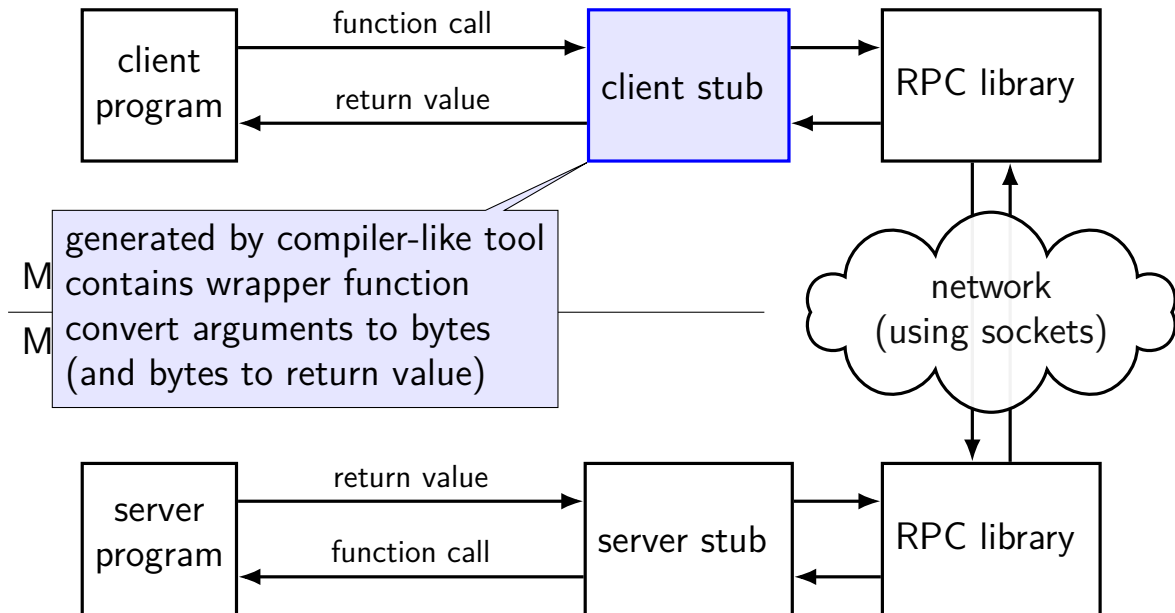 client
program
function call
return value
client stub
RPC library
generated by compiler-like tool
contains wrapper function
convert arguments to bytes
(and bytes to return value)
M
M
network
(using sockets)
server
program
return value
function call
server stub
RPC library